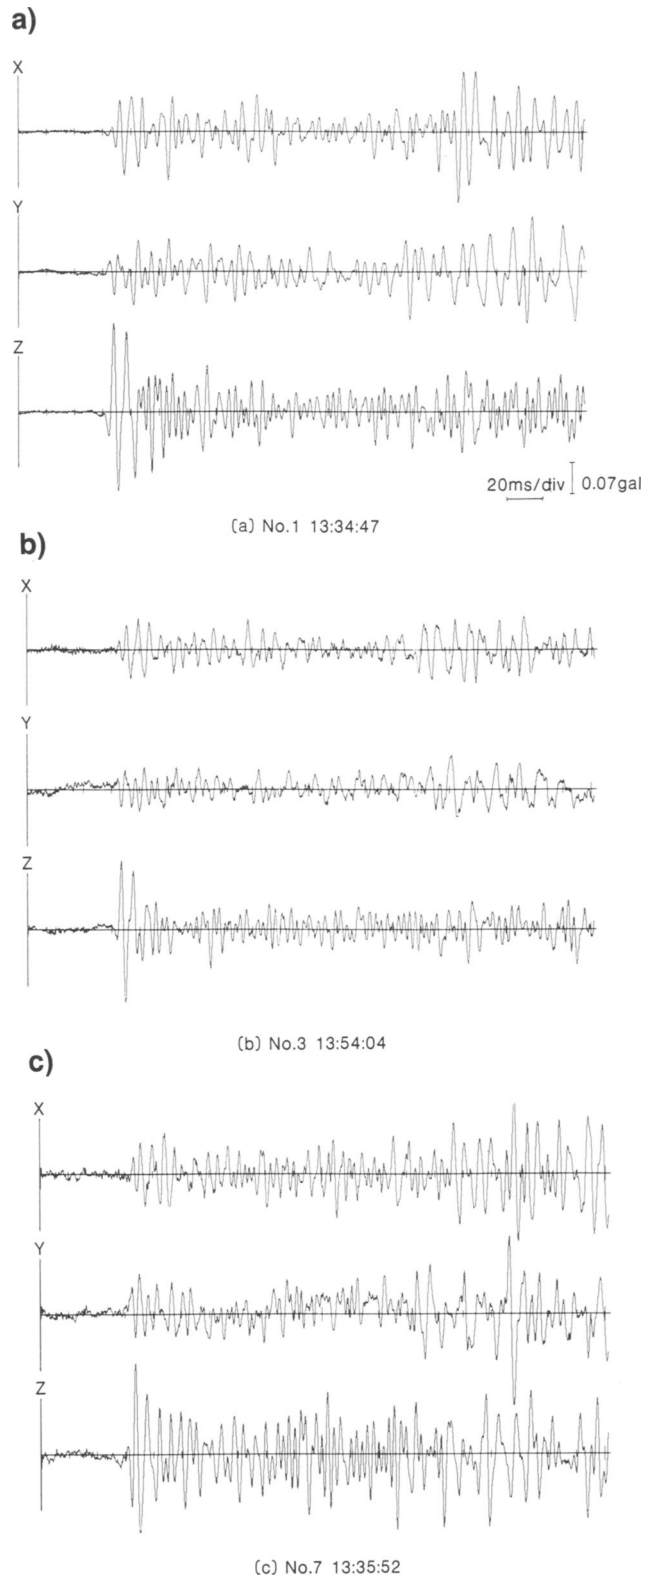 a)
X
Y
Z
20ms/div 0.07gal
(a) No.1 13:34:47
b)
X
Y
Z
(b) No.3 13:54:04
c)
X
Y
Z
(c) No.7 13:35:52